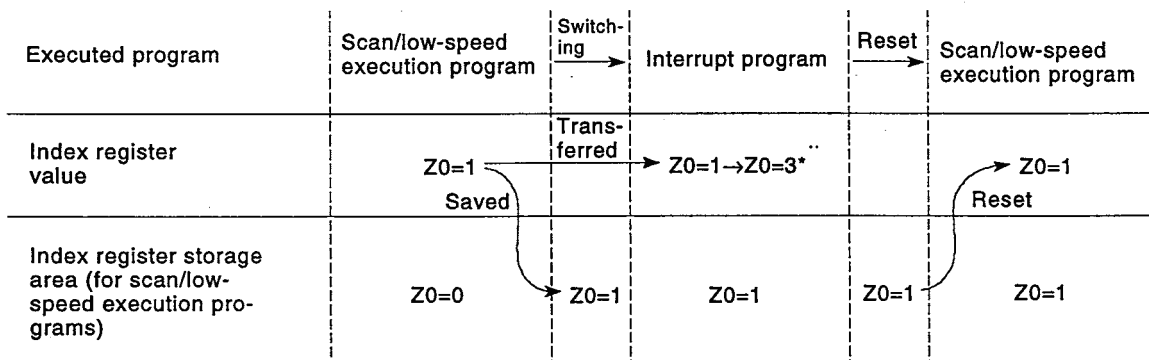 Executed program
Scan/low-speed
execution program
Switch-
ing
Interrupt program
Reset
Scan/low-speed
execution program
Index register
value
Z0=1
Trans-
ferred
Z0=1→Z0=3*
Z0=1
Saved
Reset
Index register storage
area (for scan/low-
speed execution pro-
grams)
Z0=0
Z0=1
Z0=1
Z0=1
Z0=1